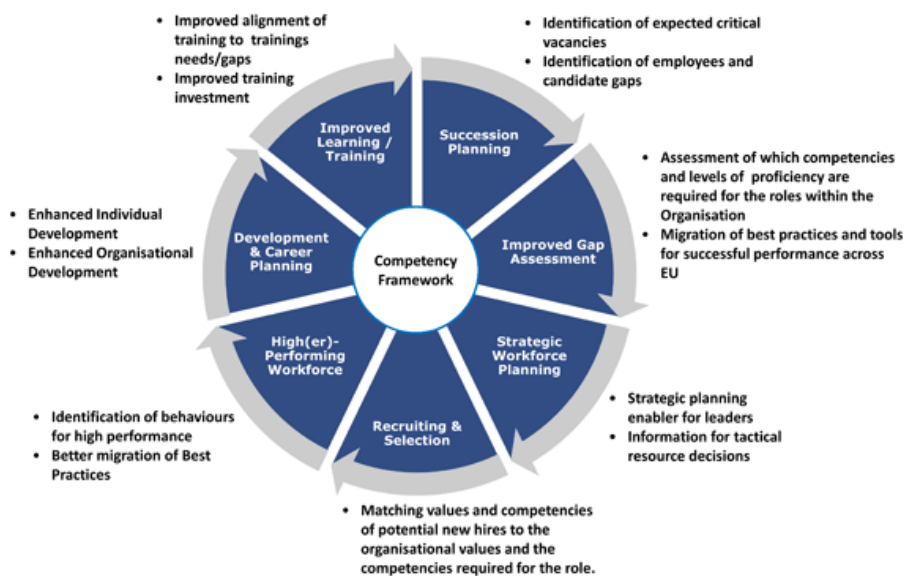 • Improved alignment of
training to  trainings
needs/gaps
• Improved training
investment
• Identification of expected critical
vacancies
• Identification of employees and
candidate gaps
Improved
Learning /
Training
Succession
Planning
• Assessment of which competencies
and levels of  proficiency are
required for the roles within the
Organisation
• Migration of best practices and tools
for successful performance across
EU
• Enhanced Individual
Development
• Enhanced Organisational
Development
Development
& Career
Planning
Competency
Framework
Improved Gap
Assessment
High(er)-
Performing
Workforce
Strategic
Workforce
Planning
Recruiting &
Selection
• Identification of behaviours
for high performance
• Better migration of Best
Practices
• Strategic planning
enabler for leaders
• Information for tactical
resource decisions
• Matching values and competencies
of potential new hires to the
organisational values and the
competencies required for the role.